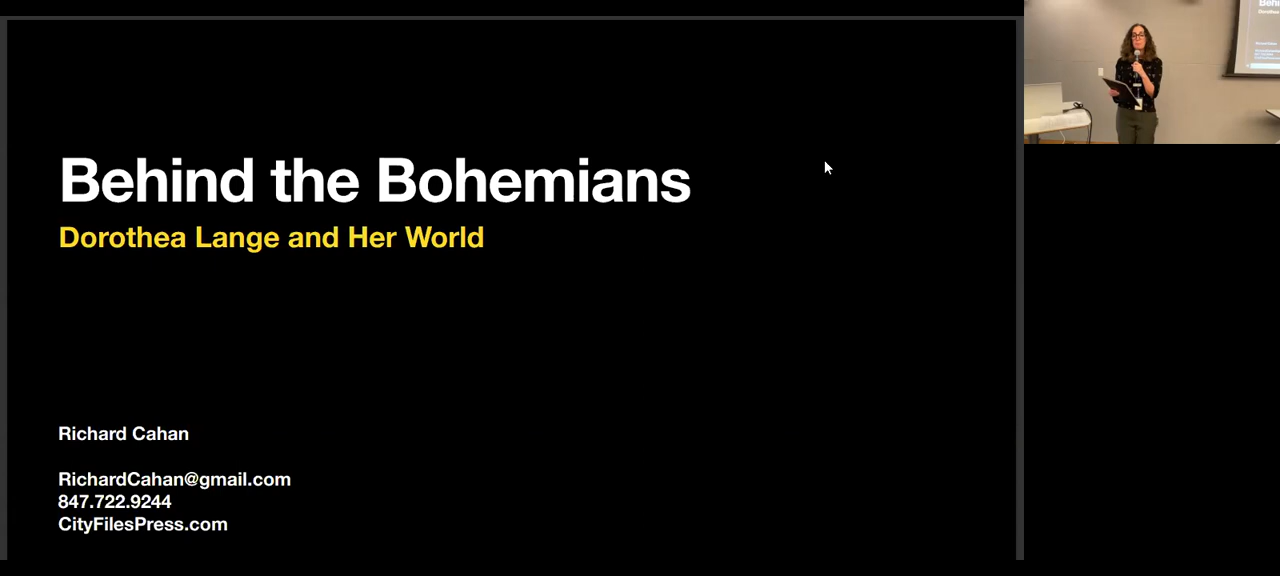 Behind the Bohemians
Dorothea Lange and Her World
Richard Cahan
RichardCahan@gmail.com
847.722.9244
CityFilesPress.com